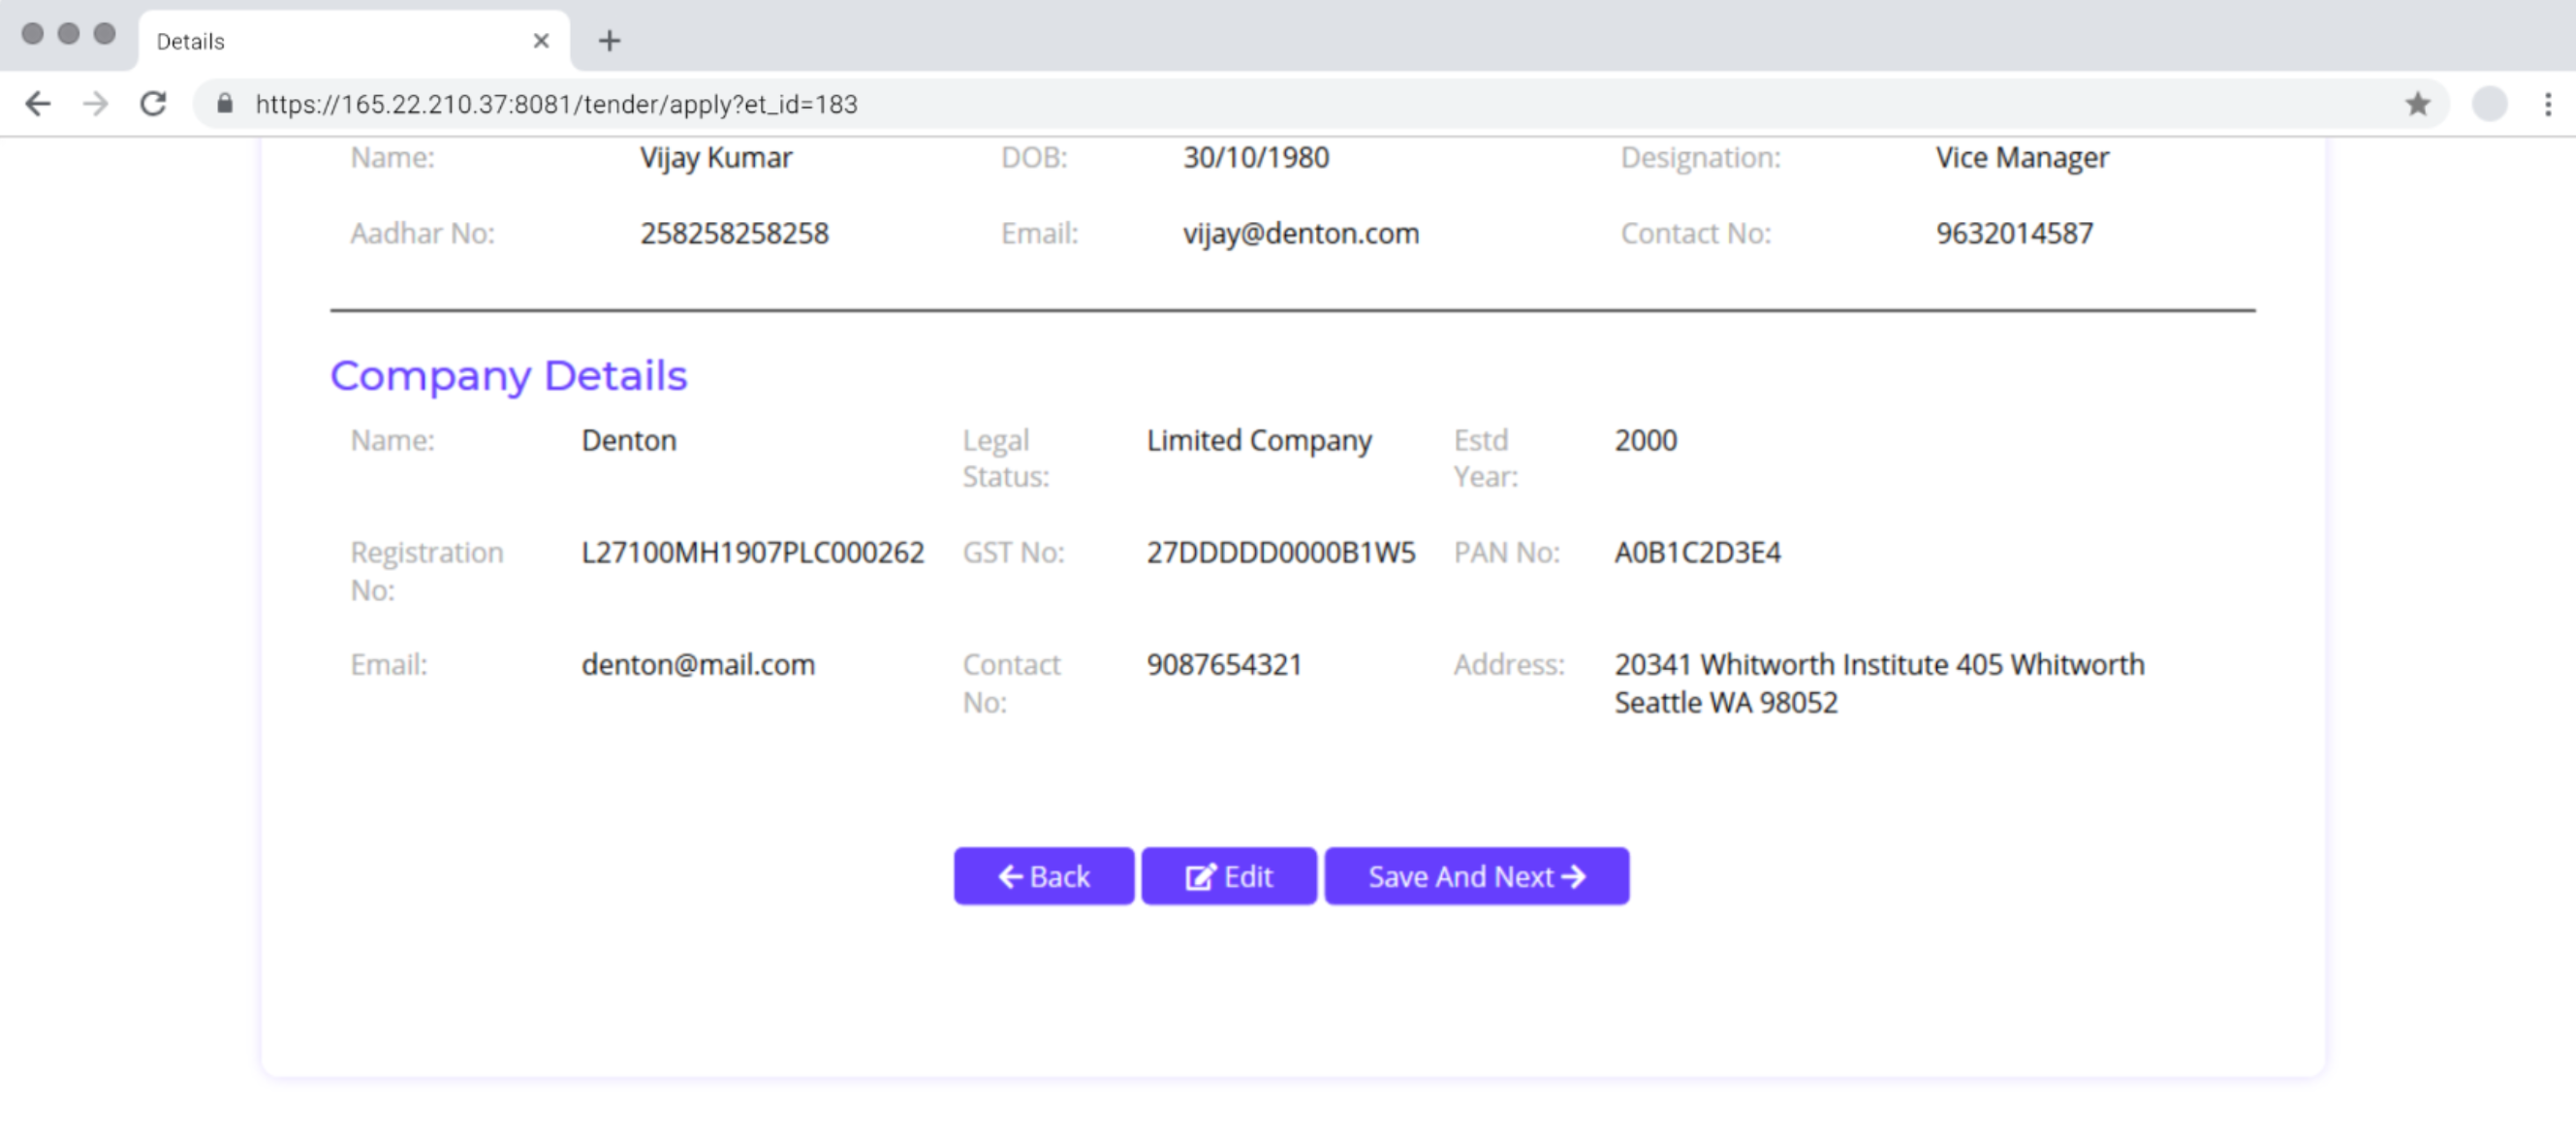 Details
https://165.22.210.37:8081/tender/apply?et_id=183
Name: Vijay Kumar DOB: 30/10/1980 Designation: Vice Manager
Aadhar No: 258258258258 Email: vijay@denton.com Contact No: 9632014587
Company Details
Name: Denton Legal Status: Limited Company Estd Year: 2000
Registration No: L27100MH1907PLC000262 GST No: 27DDDDD0000B1W5 PAN No: A0B1C2D3E4
Email: denton@mail.com Contact No: 9087654321 Address: 20341 Whitworth Institute 405 Whitworth
Seattle WA 98052
Back Edit Save And Next